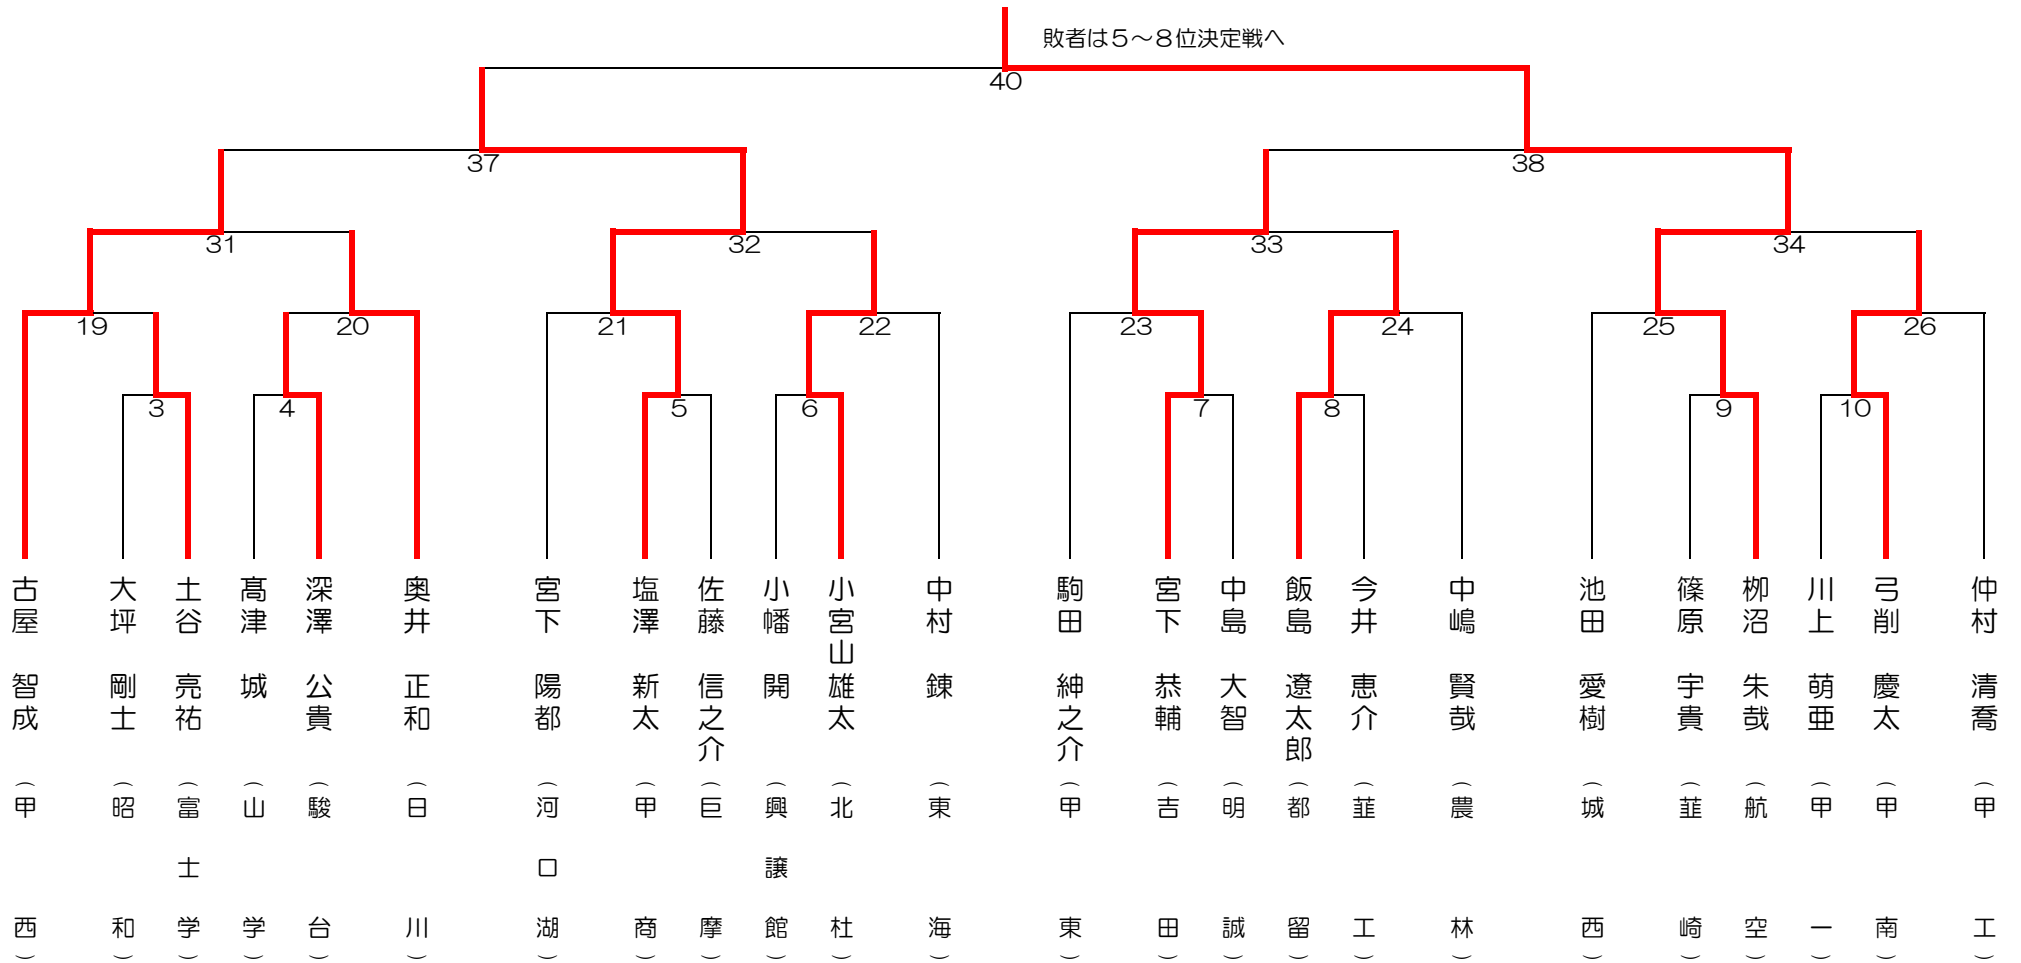 敗者は５～８位決定戦へ
40
37
38
31
32
33
34
19
20
21
22
23
24
25
26
3
4
5
6
7
8
9
10
古屋 智成（甲西）
大坪 剛士（昭和）
土谷 亮祐（富士学）
髙津 城（山学）
深澤 公貴（駿台）
奥井 正和（日川）
宮下 陽都（河口湖）
塩澤 新太（甲商）
佐藤 信之介（巨摩）
小幡 開（興譲館）
小宮山 雄太（北杜）
中村 錬（東海）
駒田 紳之介（甲東）
宮下 恭輔（吉田）
中島 大智（明誠）
飯島 遼太郎（都留）
今井 恵介（韮工）
中嶋 賢哉（農林）
池田 愛樹（城西）
篠原 宇貴（韮崎）
栁沼 朱哉（航空）
川上 萌亜（甲一）
弓削 慶太（甲南）
仲村 清喬（甲工）